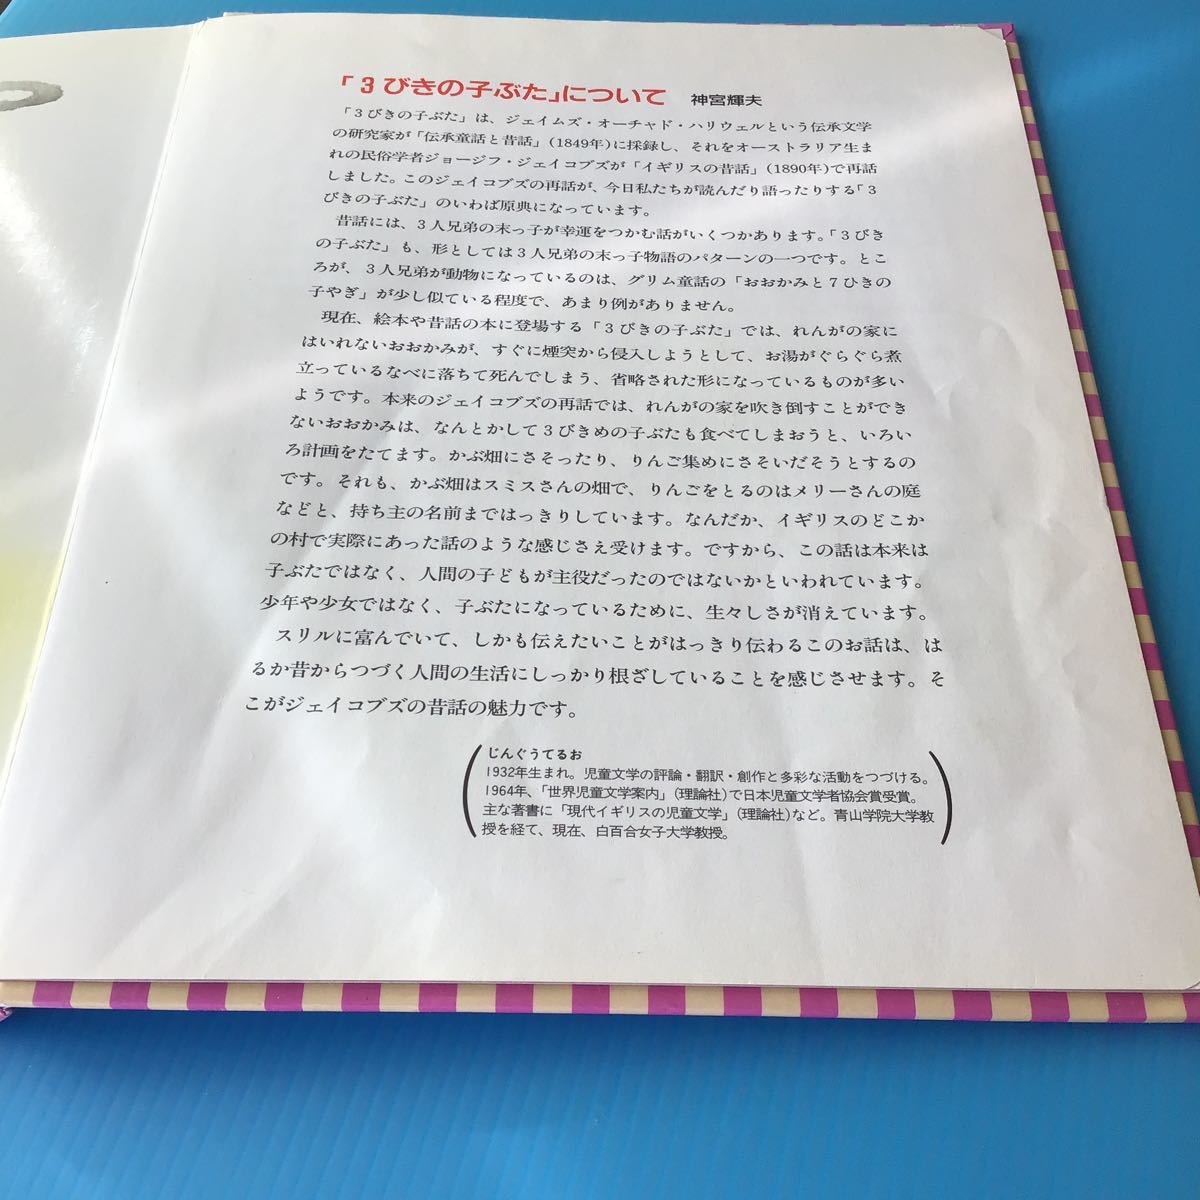 「3びきの子ぶた」について　神宮輝夫
「3びきの子ぶた」は、ジェイムズ・オーチャド・ハリウェルという伝承文学
の研究家が「伝承童話と昔話」（1849年）に採録し、それをオーストラリア生ま
れの民俗学者ジョージフ・ジェイコブズが「イギリスの昔話」（1890年）で再話
しました。このジェイコブズの再話が、今日私たちが読んだり語ったりする「3
びきの子ぶた」のいわば原典になっています。
昔話には、3人兄弟の末っ子が幸運をつかむ話がいくつかあります。「3びき
の子ぶた」も、形としては3人兄弟の末っ子物語のパターンの一つです。とこ
ろが、3人兄弟が動物になっているのは、グリム童話の「おおかみと7ひきの
子やぎ」が少し似ている程度で、あまり例がありません。
現在、絵本や昔話の本に登場する「3びきの子ぶた」では、れんがの家に
はいれないおおかみが、すぐに煙突から侵入しようとして、お湯がぐらぐら煮
立っているなべに落ちて死んでしまう、省略された形になっているものが多い
ようです。本来のジェイコブズの再話では、れんがの家を吹き倒すことができ
ないおおかみは、なんとかして3びきめの子ぶたも食べてしまおうと、いろい
ろ計画をたてます。かぶ畑にさそったり、りんご集めにさそいだそうとするの
です。それも、かぶ畑はスミスさんの畑で、りんごをとるのはメリーさんの庭
などと、持ち主の名前まではっきりしています。なんだか、イギリスのどこか
の村で実際にあった話のような感じさえ受けます。ですから、この話は本来は
子ぶたではなく、人間の子どもが主役だったのではないかといわれています。
少年や少女ではなく、子ぶたになっているために、生々しさが消えています。
スリルに富んでいて、しかも伝えたいことがはっきり伝わるこのお話は、は
るか昔からつづく人間の生活にしっかり根ざしていることを感じさせます。そ
こがジェイコブズの昔話の魅力です。
じんぐうてるお
1932年生まれ。児童文学の評論・翻訳・創作と多彩な活動をつづける。
1964年、「世界児童文学案内」（理論社）で日本児童文学者協会賞受賞。
主な著書に「現代イギリスの児童文学」（理論社）など。青山学院大学教
授を経て、現在、白百合女子大学教授。